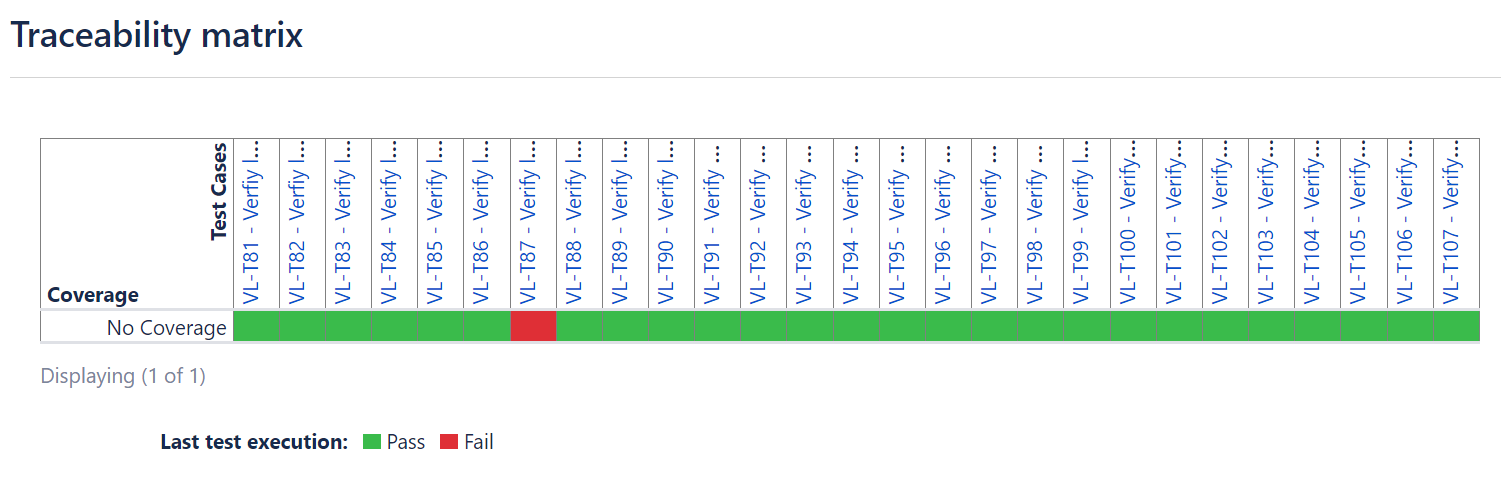 Traceability matrix
Test Cases
Coverage
VL-T81 - Verfiy l...
VL-T82 - Verfiy l...
VL-T83 - Verify l...
VL-T84 - Verify l...
VL-T85 - Verify l...
VL-T86 - Verify l...
VL-T87 - Verify l...
VL-T88 - Verify l...
VL-T89 - Verify l...
VL-T90 - Verify l...
VL-T91 - Verify ...
VL-T92 - Verify ...
VL-T93 - Verify ...
VL-T94 - Verify ...
VL-T95 - Verify ...
VL-T96 - Verify ...
VL-T97 - Verify ...
VL-T98 - Verify ...
VL-T99 - Verify l...
VL-T100 - Verify...
VL-T101 - Verify...
VL-T102 - Verify...
VL-T103 - Verify...
VL-T104 - Verify...
VL-T105 - Verify...
VL-T106 - Verify...
VL-T107 - Verify...
No Coverage
Displaying (1 of 1)
Last test execution: Pass Fail